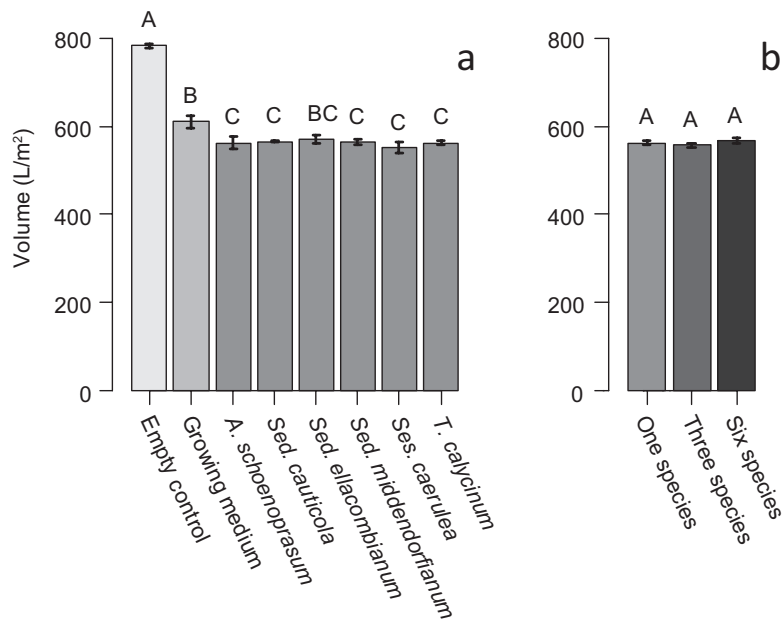 a
Volume (L/m²)
800
600
400
200
0
A
B
C
C
BC
C
C
C
Empty control
Growing medium
A. schoenoprasum
Sed. cauticola
Sed. ellacombianum
Sed. middendorfianum
Ses. caerulea
T. calycinum
b
800
600
400
200
0
A
A
A
One species
Three species
Six species